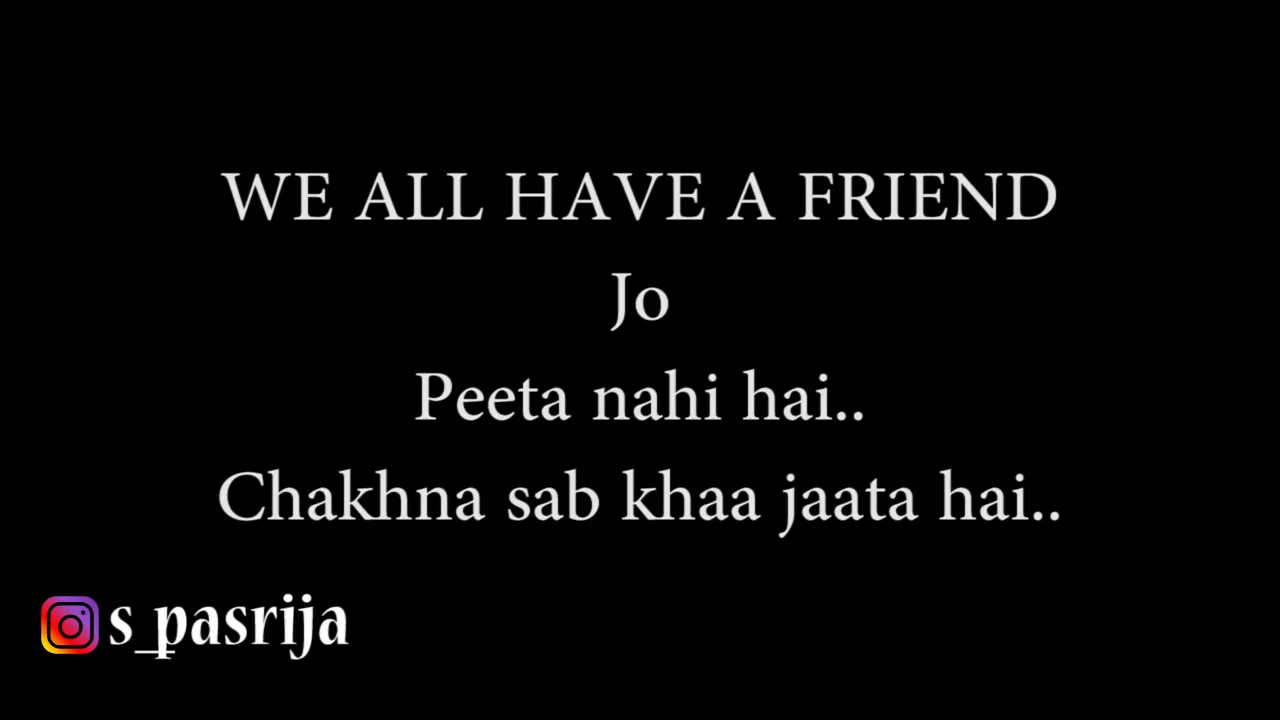 WE ALL HAVE A FRIEND
Jo
Peeta nahi hai..
Chakhna sab khaa jaata hai..
s_pasrija